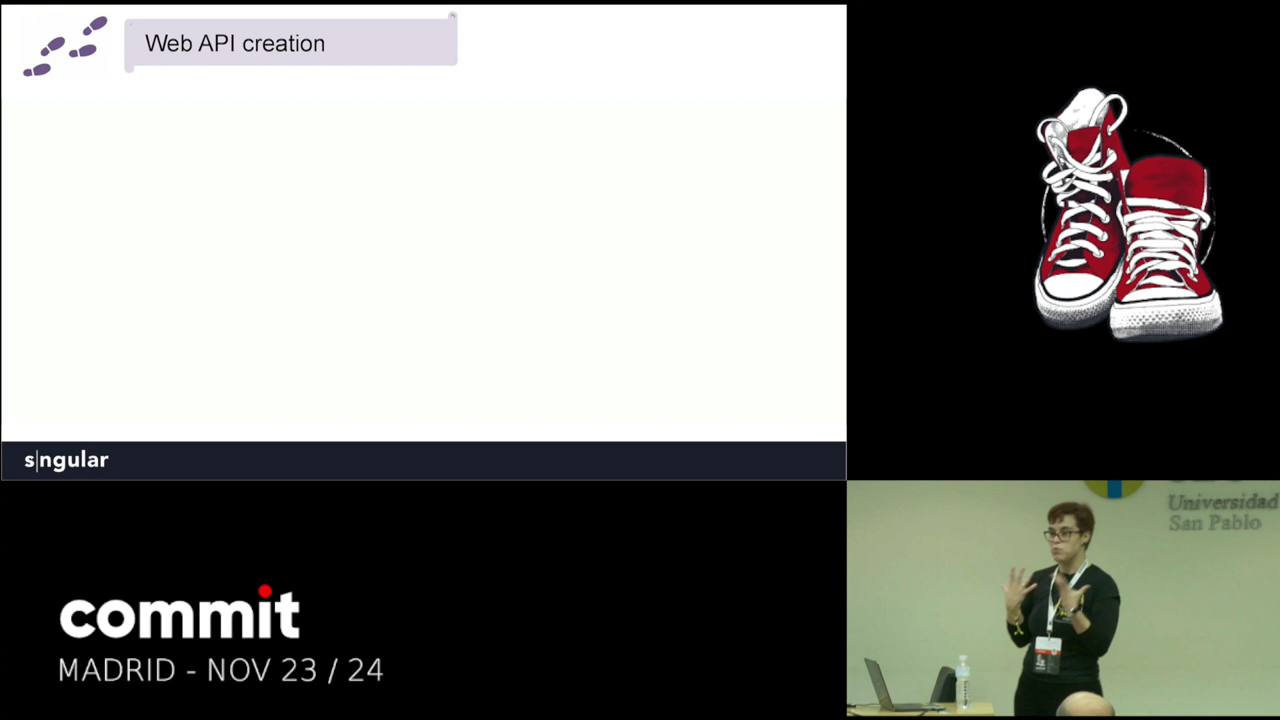 Web API creation
s|ngular
commit
MADRID - NOV 23 / 24
Universidad
San Pablo